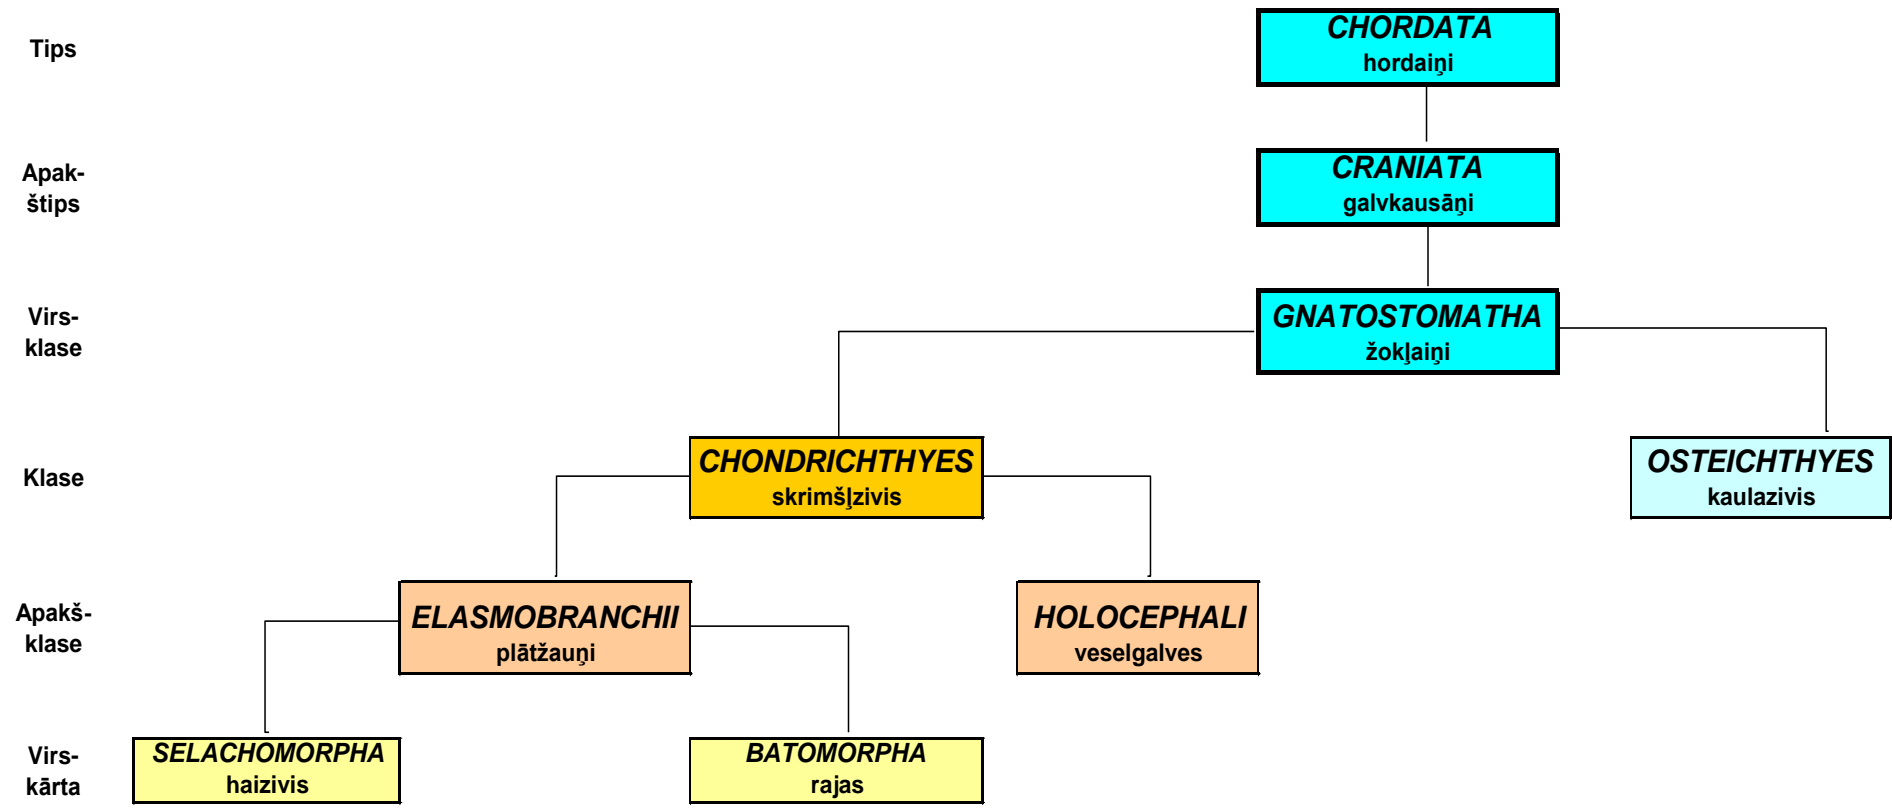 Tips
CHORDATA
hordaiņi
Apak-
štips
CRANIATA
galvkausāņi
Virs-
klase
GNATOSTOMATHA
žokļaiņi
Klase
CHONDRICHTHYES
skrimšļzivis
OSTEICHTHYES
kaulazivis
Apakš-
klase
ELASMOBRANCHII
plātžauņi
HOLOCEPHALI
veselgalves
Virs-
kārta
SELACHOMORPHA
haizivis
BATOMORPHA
rajas